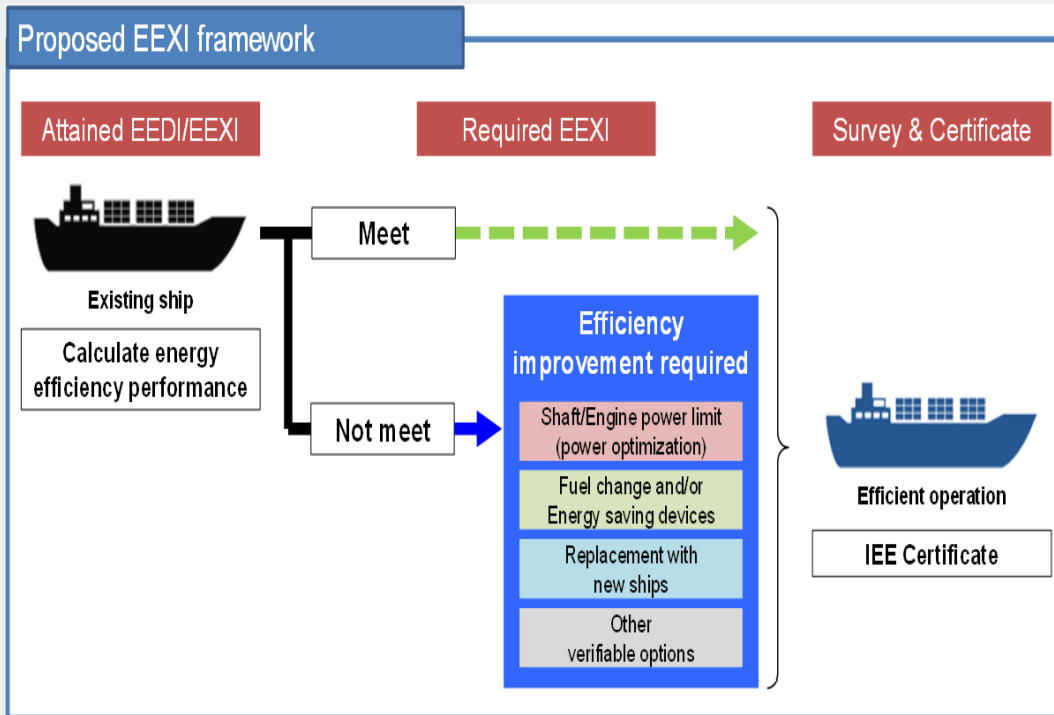 Proposed EEXI framework
Attained EEDI/EEXI
Required EEXI
Survey & Certificate
Existing ship
Calculate energy
efficiency performance
Meet
Not meet
Efficiency
improvement required
Shaft/Engine power limit
(power optimization)
Fuel change and/or
Energy saving devices
Replacement with
new ships
Other
verifiable options
Efficient operation
IEE Certificate